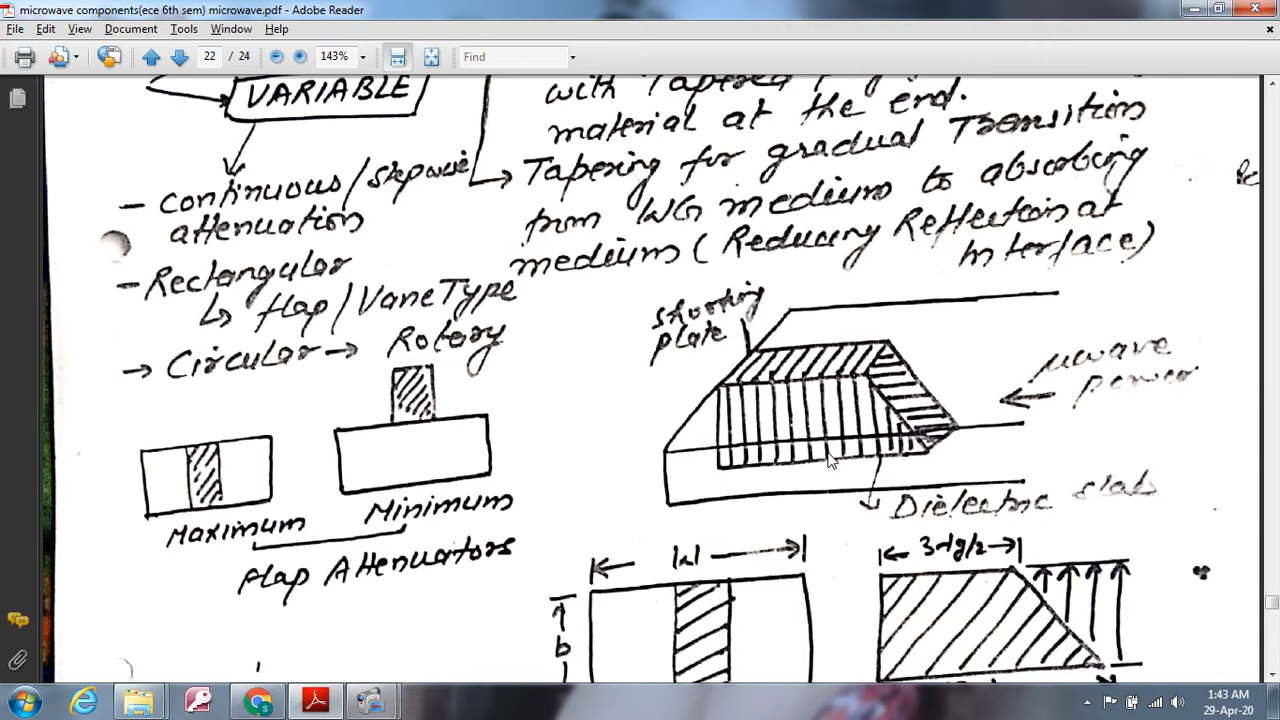 microwave components(ece 6th sem) microwave.pdf - Adobe Reader
File Edit View Document Tools Window Help
22 / 24 143% Find
VARIABLE
with Tapered
material at the end.
Tapering for gradual Transition
from WG medium to absorbing
medium (Reducing Reflection at
Interface)
- continuous/stepwise
attenuation
- Rectangular
↳ flap/Vane Type
→ Circular → Rotary
shorting
plate
μwave
power
Maximum
Minimum
Flap Attenuators
Dielectric slab
W
3λg/2
b
1:43 AM
29-Apr-20